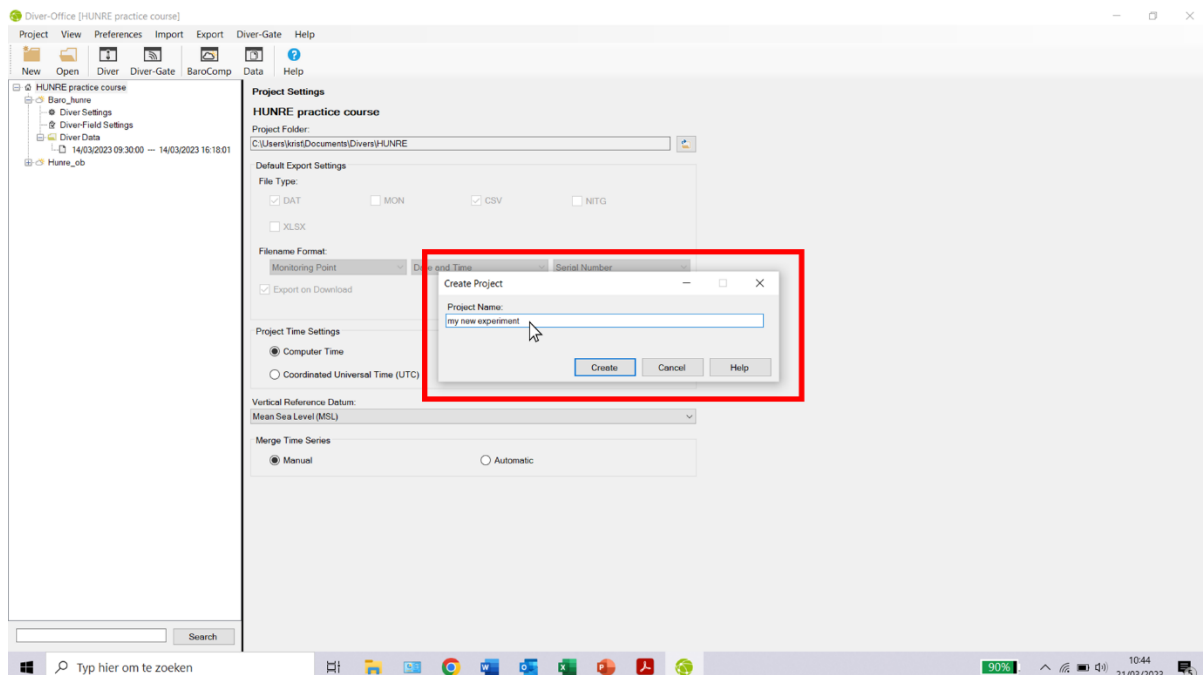 Diver-Office [HUNRE practice course]
Project View Preferences Import Export Diver-Gate Help
New Open Diver Diver-Gate BaroComp Data Help
HUNRE practice course
Baro_hunre
Diver Settings
Diver-Field Settings
Diver Data
14/03/2023 09:30:00 --- 14/03/2023 16:18:01
Hunre_ob
Project Settings
HUNRE practice course
Project Folder:
C:\Users\krist\Documents\Divers\HUNRE
Default Export Settings
File Type:
DAT MON CSV NITG
XLSX
Filename Format:
Monitoring Point Date and Time Serial Number
Export on Download
Create Project
Project Name:
my new experiment
Create Cancel Help
Project Time Settings
Computer Time
Coordinated Universal Time (UTC)
Vertical Reference Datum:
Mean Sea Level (MSL)
Merge Time Series
Manual Automatic
Search
Typ hier om te zoeken
90%
10:44
21/03/2023